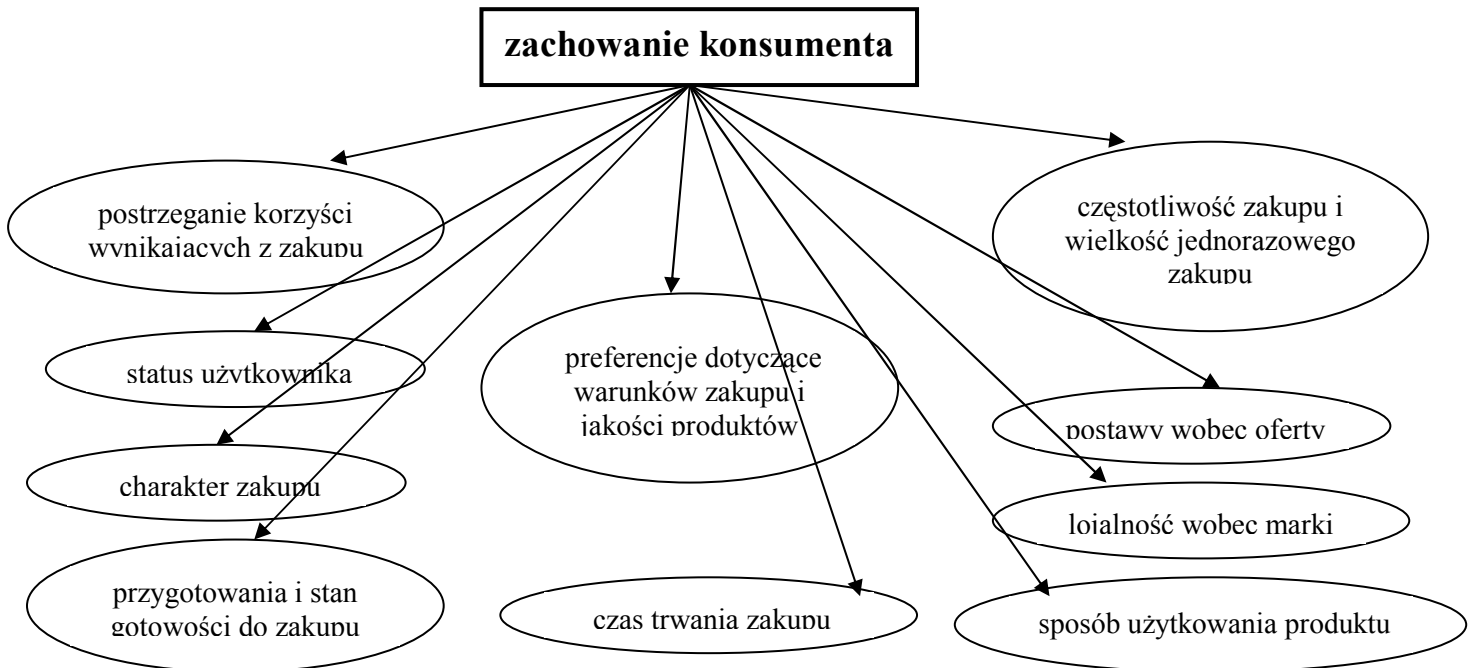 zachowanie konsumenta
postrzeganie korzyści
wynikających z zakupu
częstotliwość zakupu i
wielkość jednorazowego
zakupu
status użytkownika
preferencje dotyczące
warunków zakupu i
jakości produktów
postawy wobec oferty
charakter zakupu
lojalność wobec marki
przygotowania i stan
gotowości do zakupu
czas trwania zakupu
sposób użytkowania produktu